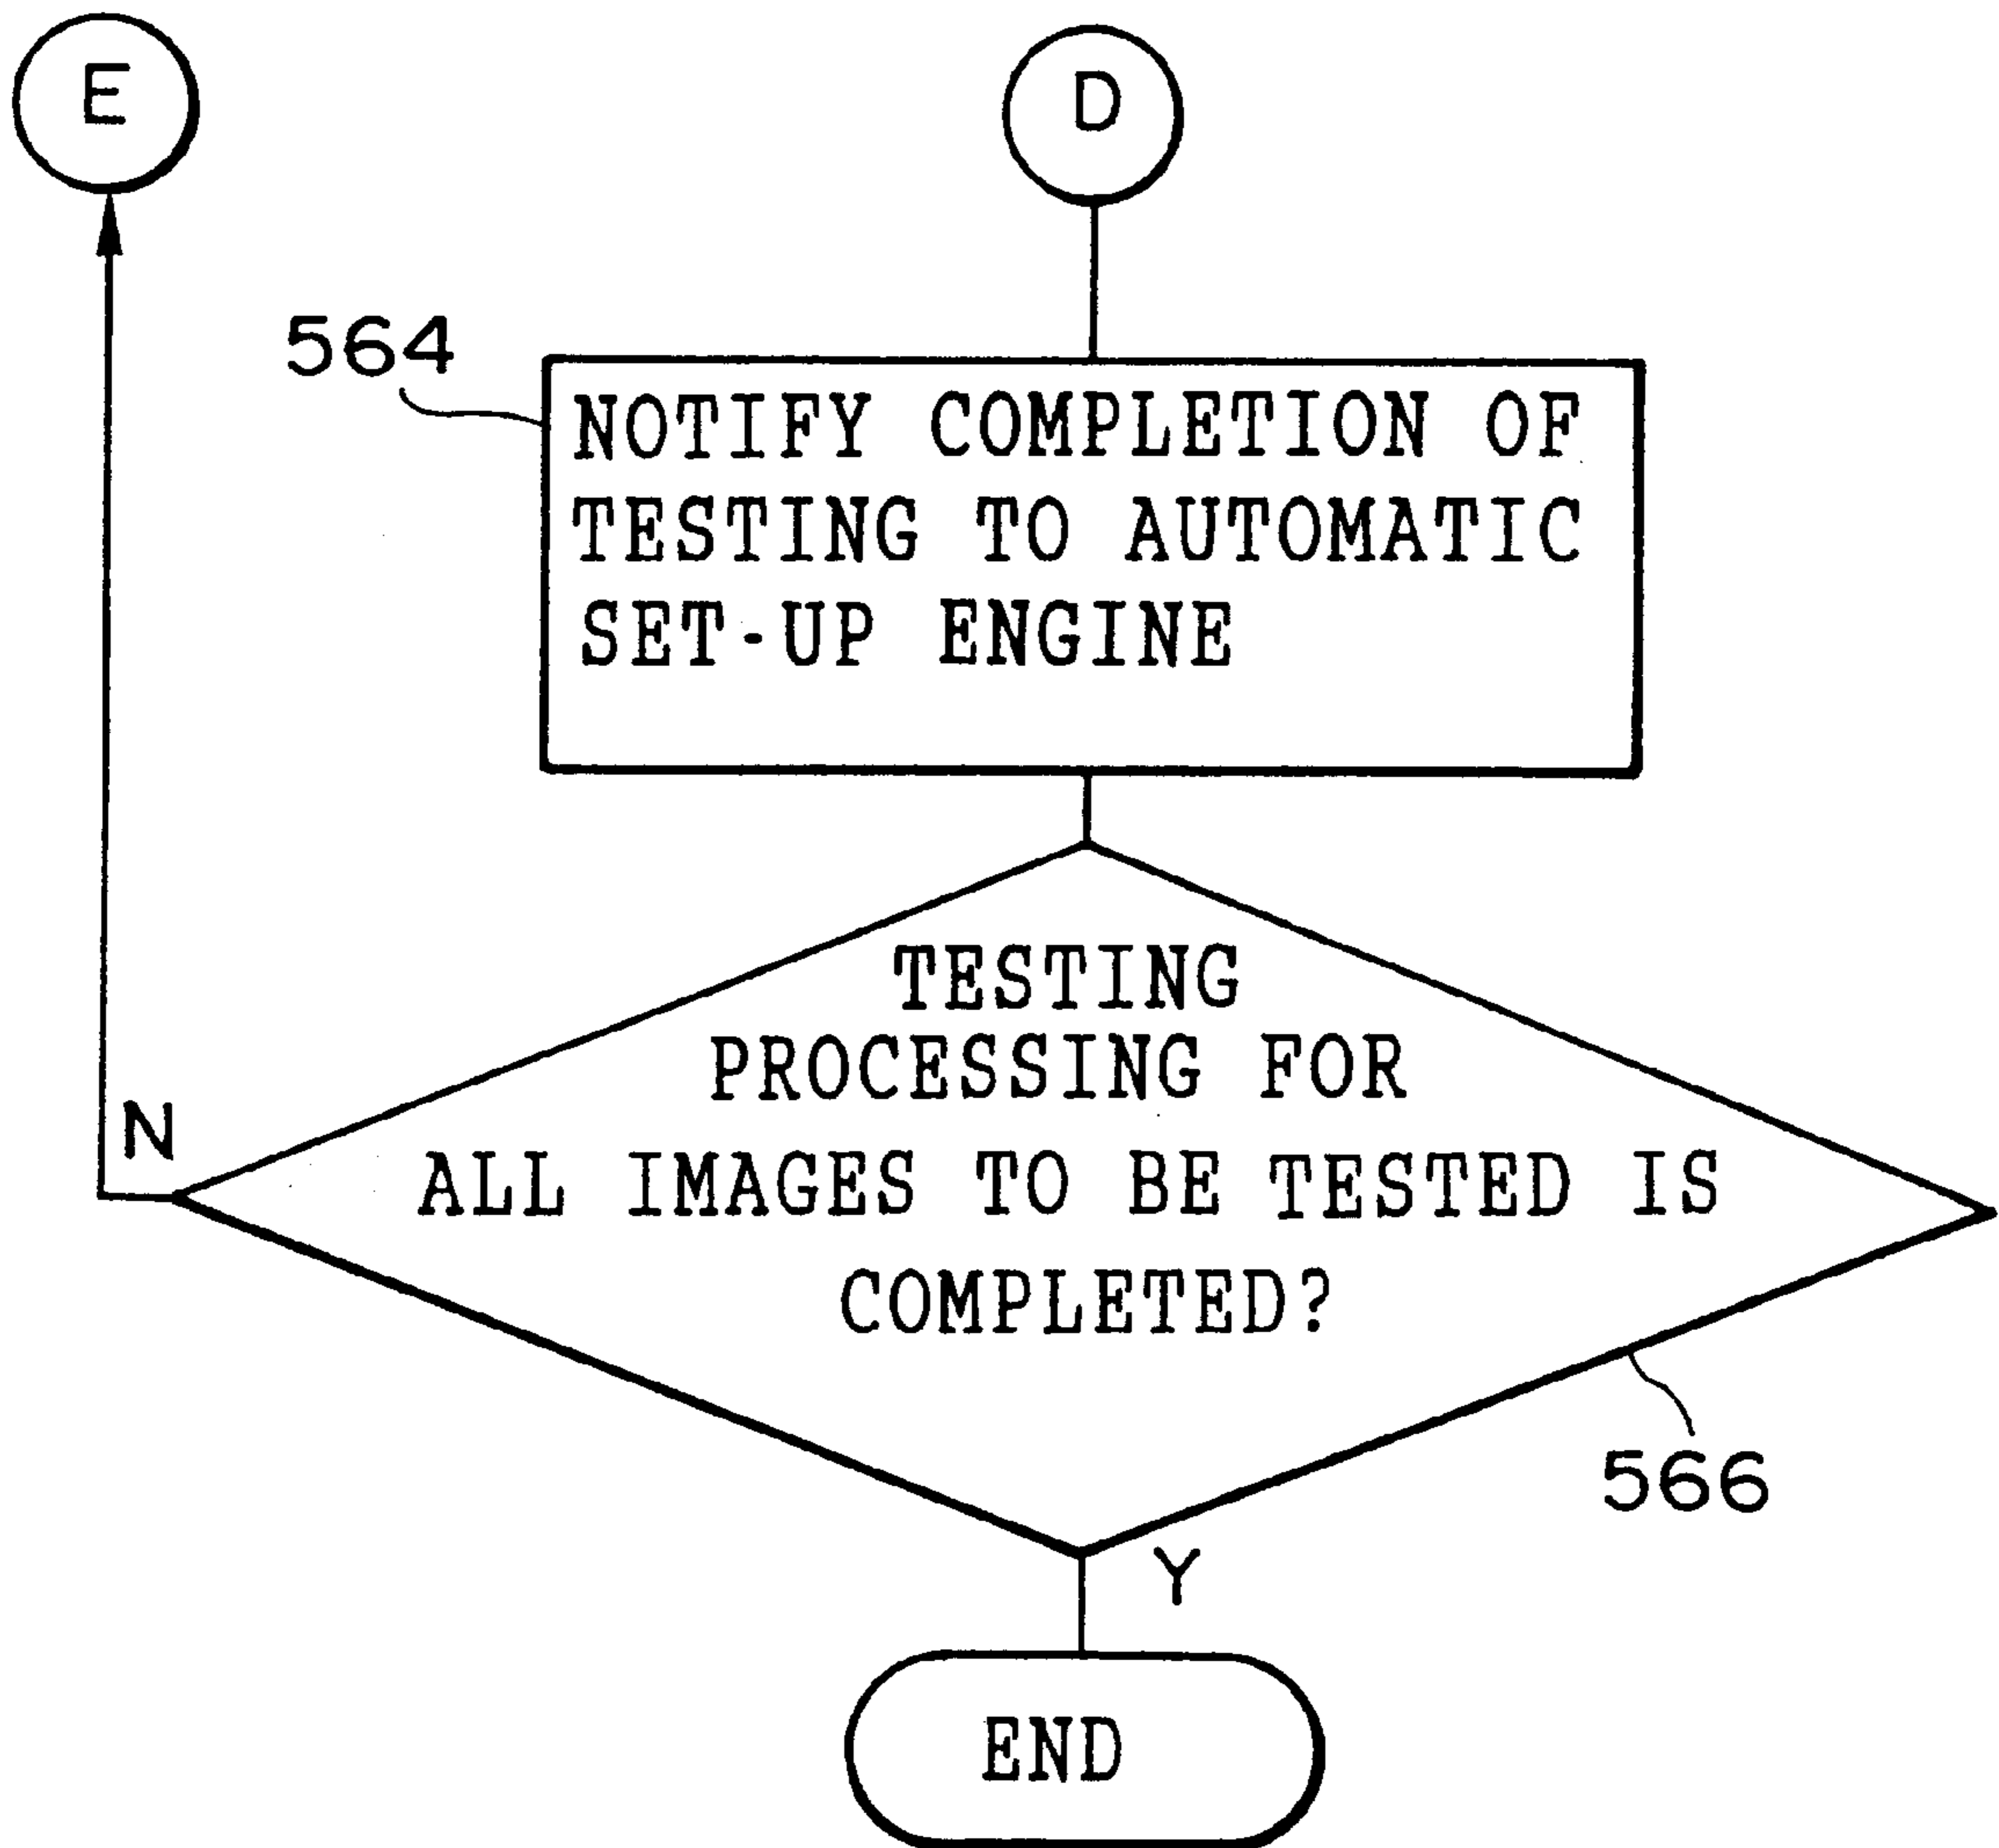 E
D
564
NOTIFY COMPLETION OF
TESTING TO AUTOMATIC
SET-UP ENGINE
TESTING
PROCESSING FOR
N
ALL IMAGES TO BE TESTED IS
COMPLETED?
566
Y
END